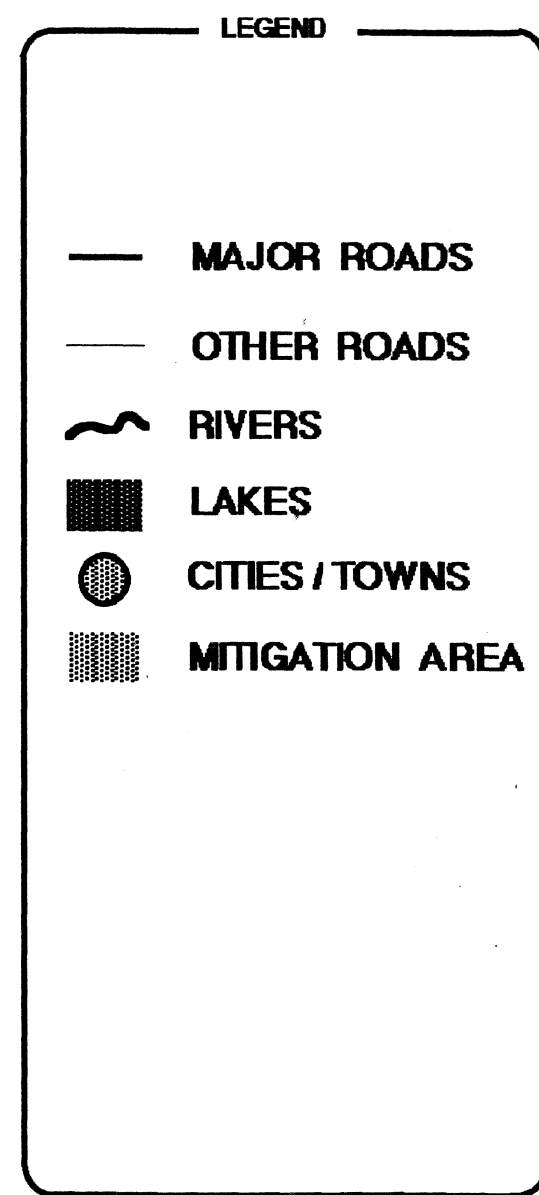 LEGEND
MAJOR ROADS
OTHER ROADS
RIVERS
LAKES
CITIES / TOWNS
MITIGATION AREA